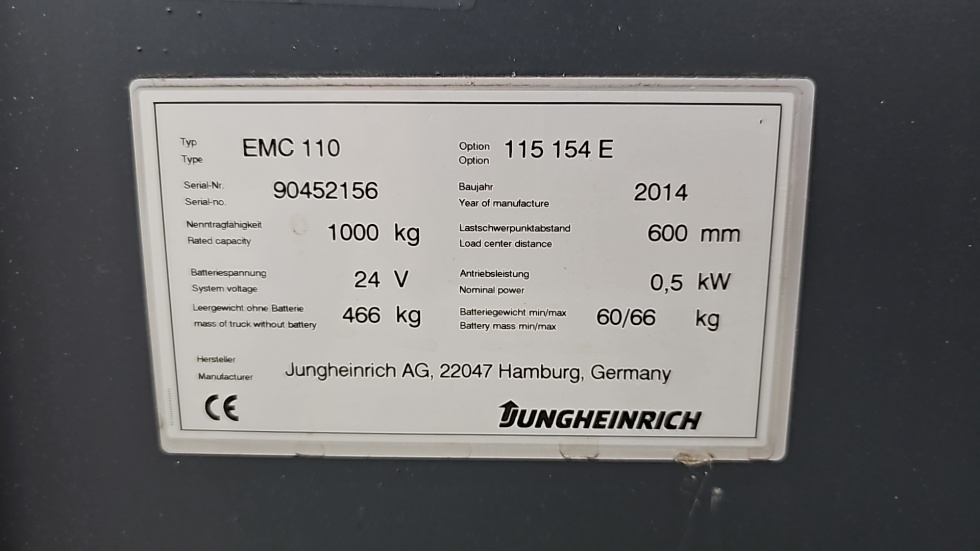 Typ
Type
EMC 110
Option
Option
115 154 E
Serial-Nr.
Serial-no.
90452156
Baujahr
Year of manufacture
2014
Nenntragfähigkeit
Rated capacity
1000 kg
Lastschwerpunktabstand
Load center distance
600 mm
Batteriespannung
System voltage
24 V
Antriebsleistung
Nominal power
0,5 kW
Leergewicht ohne Batterie
mass of truck without battery
466 kg
Batteriegewicht min/max
Battery mass min/max
60/66 kg
Hersteller
Manufacturer
Jungheinrich AG, 22047 Hamburg, Germany
CE
JUNGHEINRICH